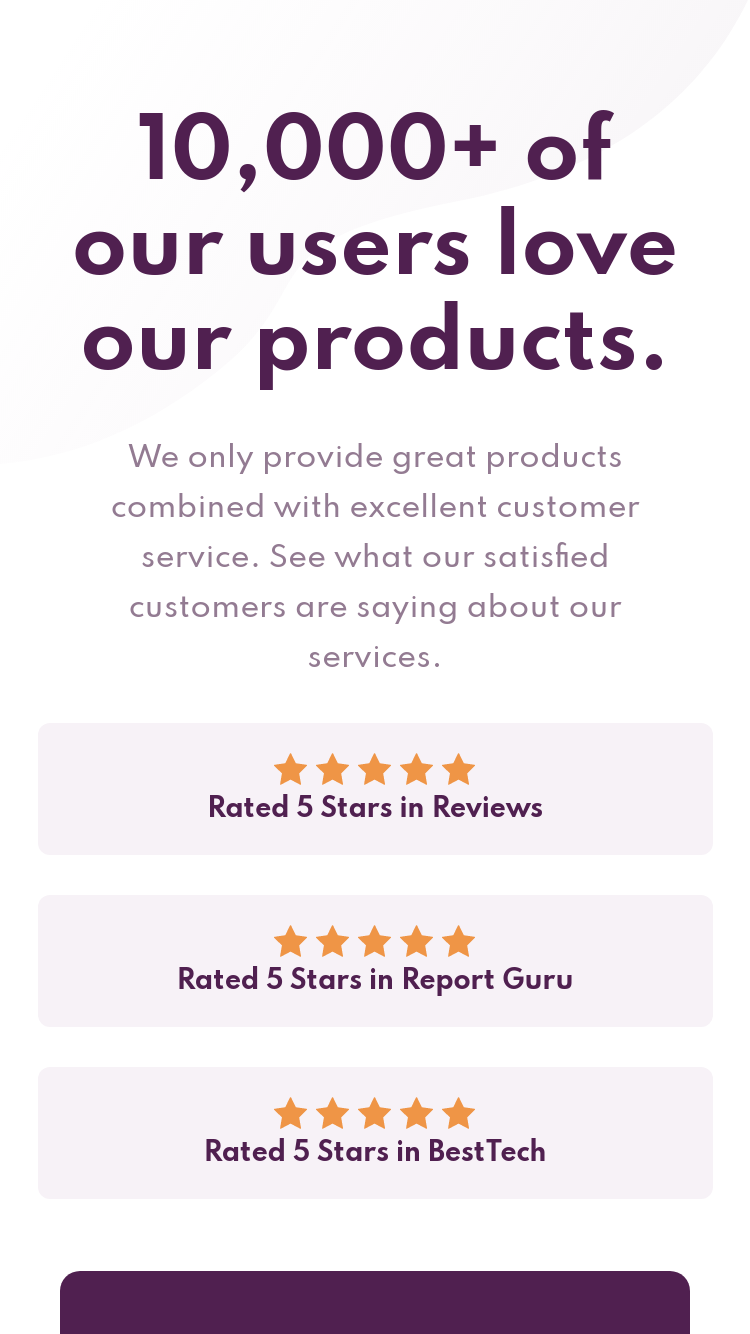 10,000+ of
our users love
our products.
We only provide great products
combined with excellent customer
service. See what our satisfied
customers are saying about our
services.
Rated 5 Stars in Reviews
Rated 5 Stars in Report Guru
Rated 5 Stars in BestTech